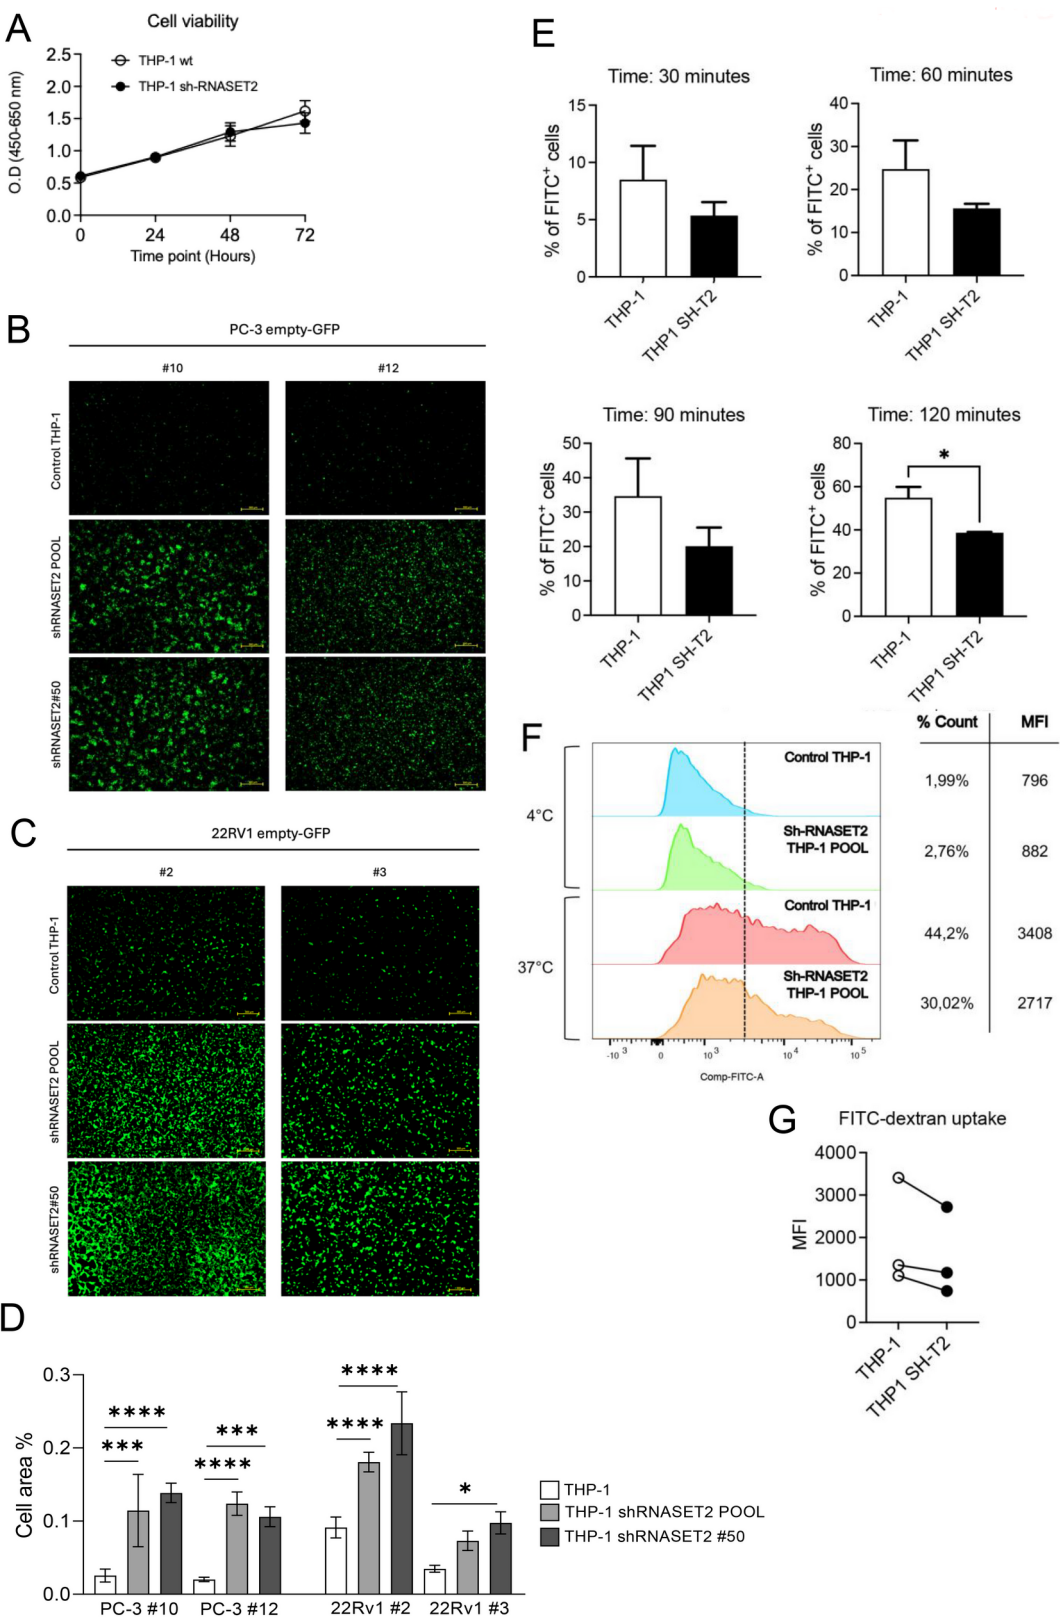 A
Cell viability
O.D (450-650 nm)
2.5
2.0
1.5
1.0
0.5
0.0
THP-1 wt
THP-1 sh-RNASET2
0 24 48 72
Time point (Hours)
B
PC-3 empty-GFP
#10 #12
Control THP-1
shRNASET2 POOL
shRNASET2#50
C
22RV1 empty-GFP
#2 #3
Control THP-1
shRNASET2 POOL
shRNASET2#50
D
Cell area %
0.3
0.2
0.1
0.0
**** *** *** **** **** **** *
PC-3 #10 PC-3 #12 22Rv1 #2 22Rv1 #3
THP-1
THP-1 shRNASET2 POOL
THP-1 shRNASET2 #50
E
Time: 30 minutes
% of FITC+ cells
15
10
5
0
THP-1 THP1 SH-T2
Time: 60 minutes
% of FITC+ cells
40
30
20
10
0
THP-1 THP1 SH-T2
Time: 90 minutes
% of FITC+ cells
50
40
30
20
10
0
THP-1 THP1 SH-T2
Time: 120 minutes
% of FITC+ cells
80
60
40
20
0
*
THP-1 THP1 SH-T2
F
% Count MFI
4°C
Control THP-1 1,99% 796
Sh-RNASET2
THP-1 POOL 2,76% 882
37°C
Control THP-1 44,2% 3408
Sh-RNASET2
THP-1 POOL 30,02% 2717
-10 3 0 10 3 10 4 10 5
Comp-FITC-A
G
FITC-dextran uptake
MFI
4000
3000
2000
1000
0
THP-1 THP1 SH-T2